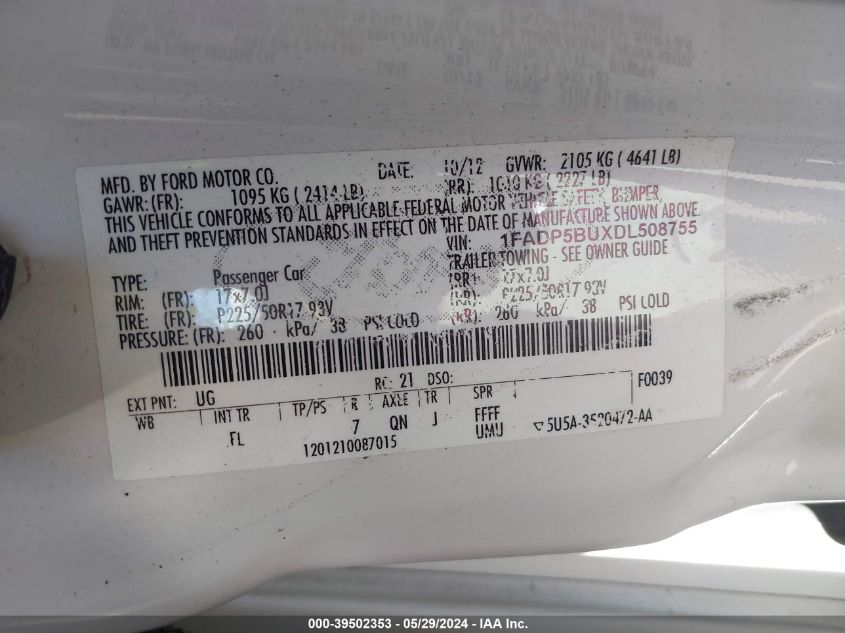 MFD. BY FORD MOTOR CO. DATE: 10/12 GVWR: 2105 KG ( 4641 LB)
GAWR: (FR): 1095 KG ( 2414 LB) (RR): 1010 KG ( 2227 LB)
THIS VEHICLE CONFORMS TO ALL APPLICABLE FEDERAL MOTOR VEHICLE SAFETY, BUMPER,
AND THEFT PREVENTION STANDARDS IN EFFECT ON THE DATE OF MANUFACTURE SHOWN ABOVE.
VIN: 1FADP5BUXDL508755
TYPE: Passenger Car TRAILER TOWING - SEE OWNER GUIDE
RIM: (FR): 17x7.0J (RR): 17x7.0J
TIRE: (FR): P225/50R17 93V (RR): P225/50R17 93V
PRESSURE: (FR): 260 kPa/ 38 PSI COLD (RR): 260 kPa/ 38 PSI COLD
EXT PNT: UG RC: 21 DSO: F0039
WB INT TR TP/PS R AXLE TR SPR
FL 7 QN J FFFF
1201210087015 UMU 5U5A-3520472-AA
000-39502353 - 05/29/2024 - IAA Inc.